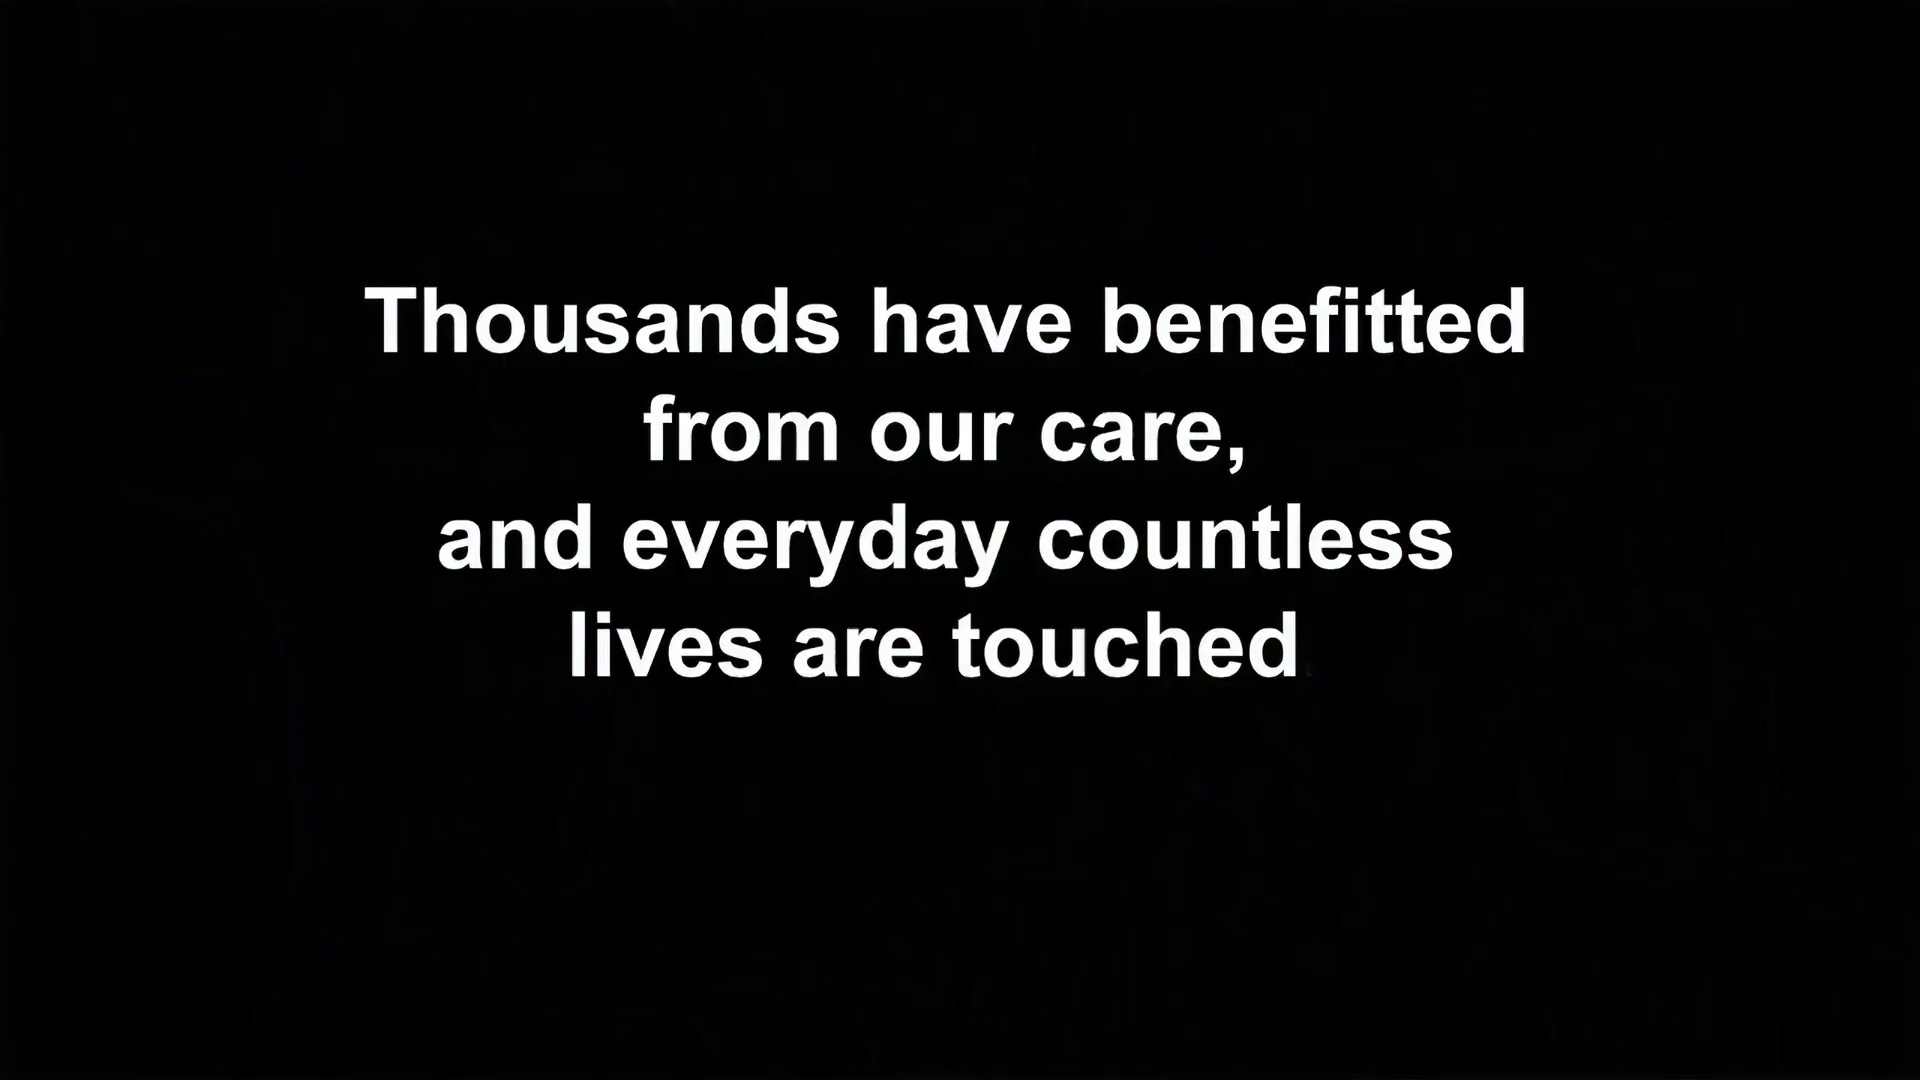 Thousands have benefitted
from our care,
and everyday countless
lives are touched